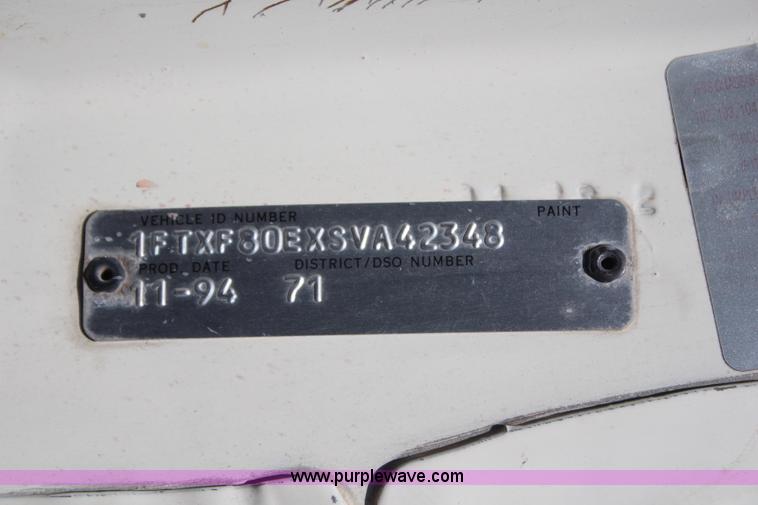 VEHICLE ID NUMBER PAINT
1FTXF80EXSVA42348
PROD. DATE DISTRICT/DSO NUMBER
11-94 71
www.purplewave.com